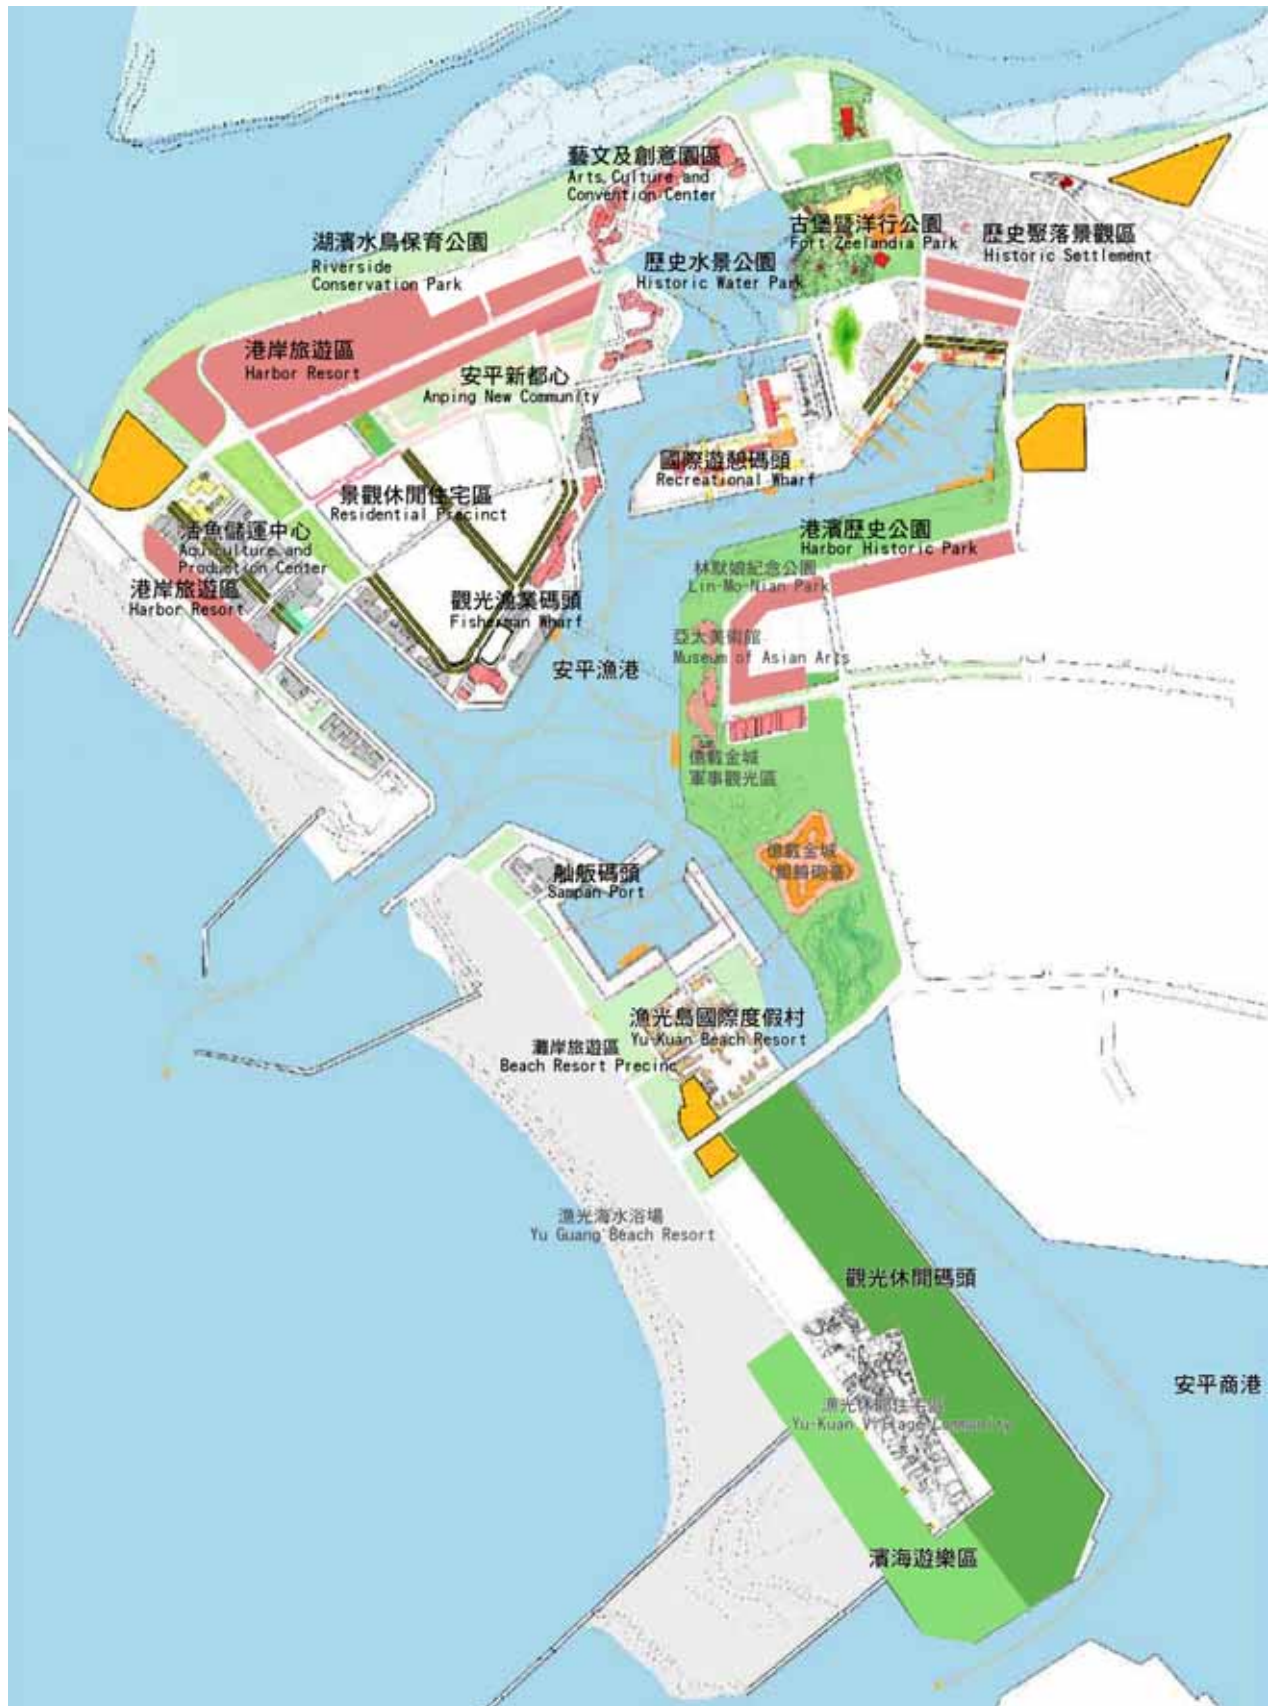 藝文及創意園區
Arts, Culture and
Convention Center
湖濱水鳥保育公園
Riverside
Conservation Park
古堡暨洋行公園
Fort Zeelandia Park
歷史聚落景觀區
Historic Settlement
歷史水景公園
Historic Water Park
港岸旅遊區
Harbor Resort
安平新都心
Anping New Community
國際遊憩碼頭
Recreational Wharf
景觀休閒住宅區
Residential Precinct
活魚儲運中心
Aquiculture and
Production Center
港濱歷史公園
Harbor Historic Park
林默娘紀念公園
Lin-Mo-Nian Park
港岸旅遊區
Harbor Resort
觀光漁業碼頭
Fisherman Wharf
亞太美術館
Museum of Asian Arts
安平漁港
億載金城
軍事觀光區
億載金城
舢舨碼頭
Sampan Port
漁光島國際度假村
Yu-Kuan Beach Resort
灘岸旅遊區
Beach Resort Precinc
漁光海水浴場
Yu Guang Beach Resort
觀光休閒碼頭
安平商港
漁光休閒住宅區
Yu-Kuan Village Community
濱海遊樂區